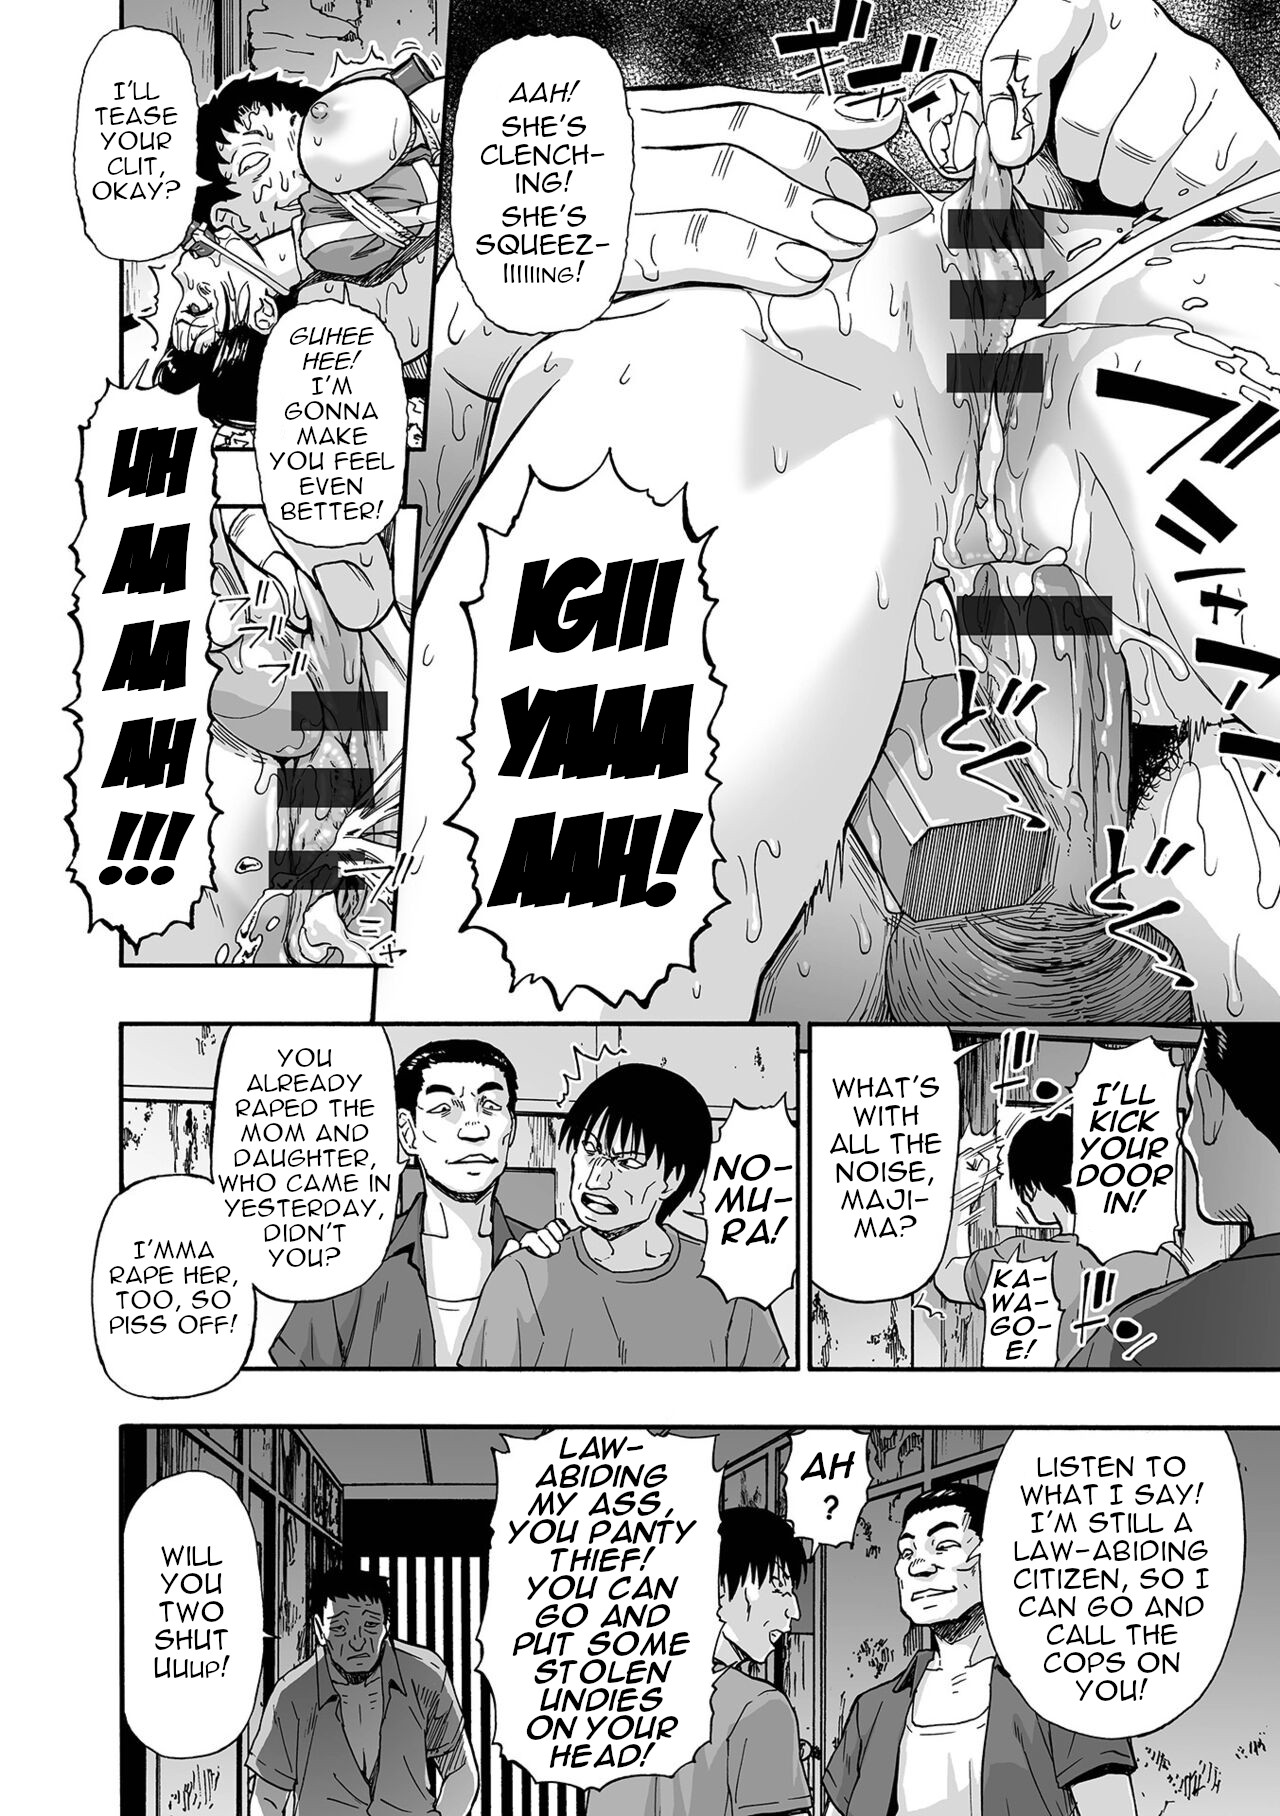 AAH!
SHE'S
CLENCH-
ING!
SHE'S
SQUEEZ-
IIIIIING!
IGIII
YAAA
AAH!
I'LL
TEASE
YOUR
CLIT,
OKAY?
GUHEE
HEE!
I'M
GONNA
MAKE
YOU FEEL
EVEN
BETTER!
UH
AA
AA
AH
!!!
I'LL
KICK
YOUR
DOOR
IN!
KA-
WA-
GO-
E!
ドン
ドン
WHAT'S
WITH
ALL THE
NOISE,
MAJI-
MA?
NO-
MU-
RA!
YOU
ALREADY
RAPED THE
MOM AND
DAUGHTER,
WHO CAME IN
YESTERDAY,
DIDN'T
YOU?
I'MMA
RAPE HER,
TOO, SO
PISS OFF!
LISTEN TO
WHAT I SAY!
I'M STILL A
LAW-ABIDING
CITIZEN, SO I
CAN GO AND
CALL THE
COPS ON
YOU!
AH
?
LAW-
ABIDING
MY ASS,
YOU PANTY
THIEF!
YOU CAN
GO AND
PUT SOME
STOLEN
UNDIES
ON YOUR
HEAD!
WILL
YOU
TWO
SHUT
UUUP!